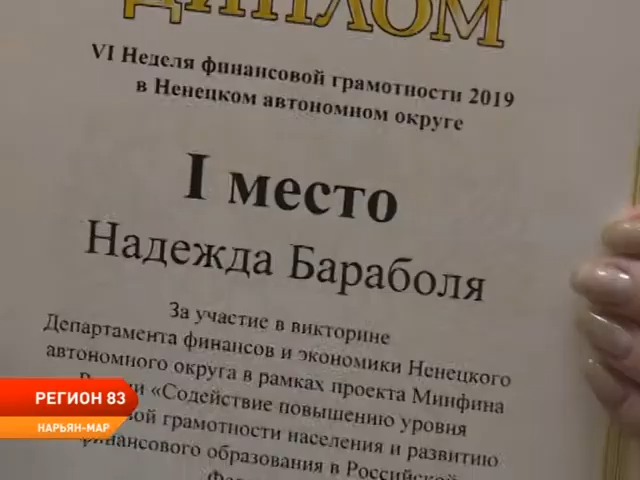 ДИПЛОМ
VI Неделя финансовой грамотности 2019
в Ненецком автономном округе
I место
Надежда Бараболя
За участие в викторине
Департамента финансов и экономики Ненецкого
автономного округа в рамках проекта Минфина
«Содействие повышению уровня
грамотности населения и развитию
финансового образования в Российской
РЕГИОН 83
НАРЬЯН-МАР